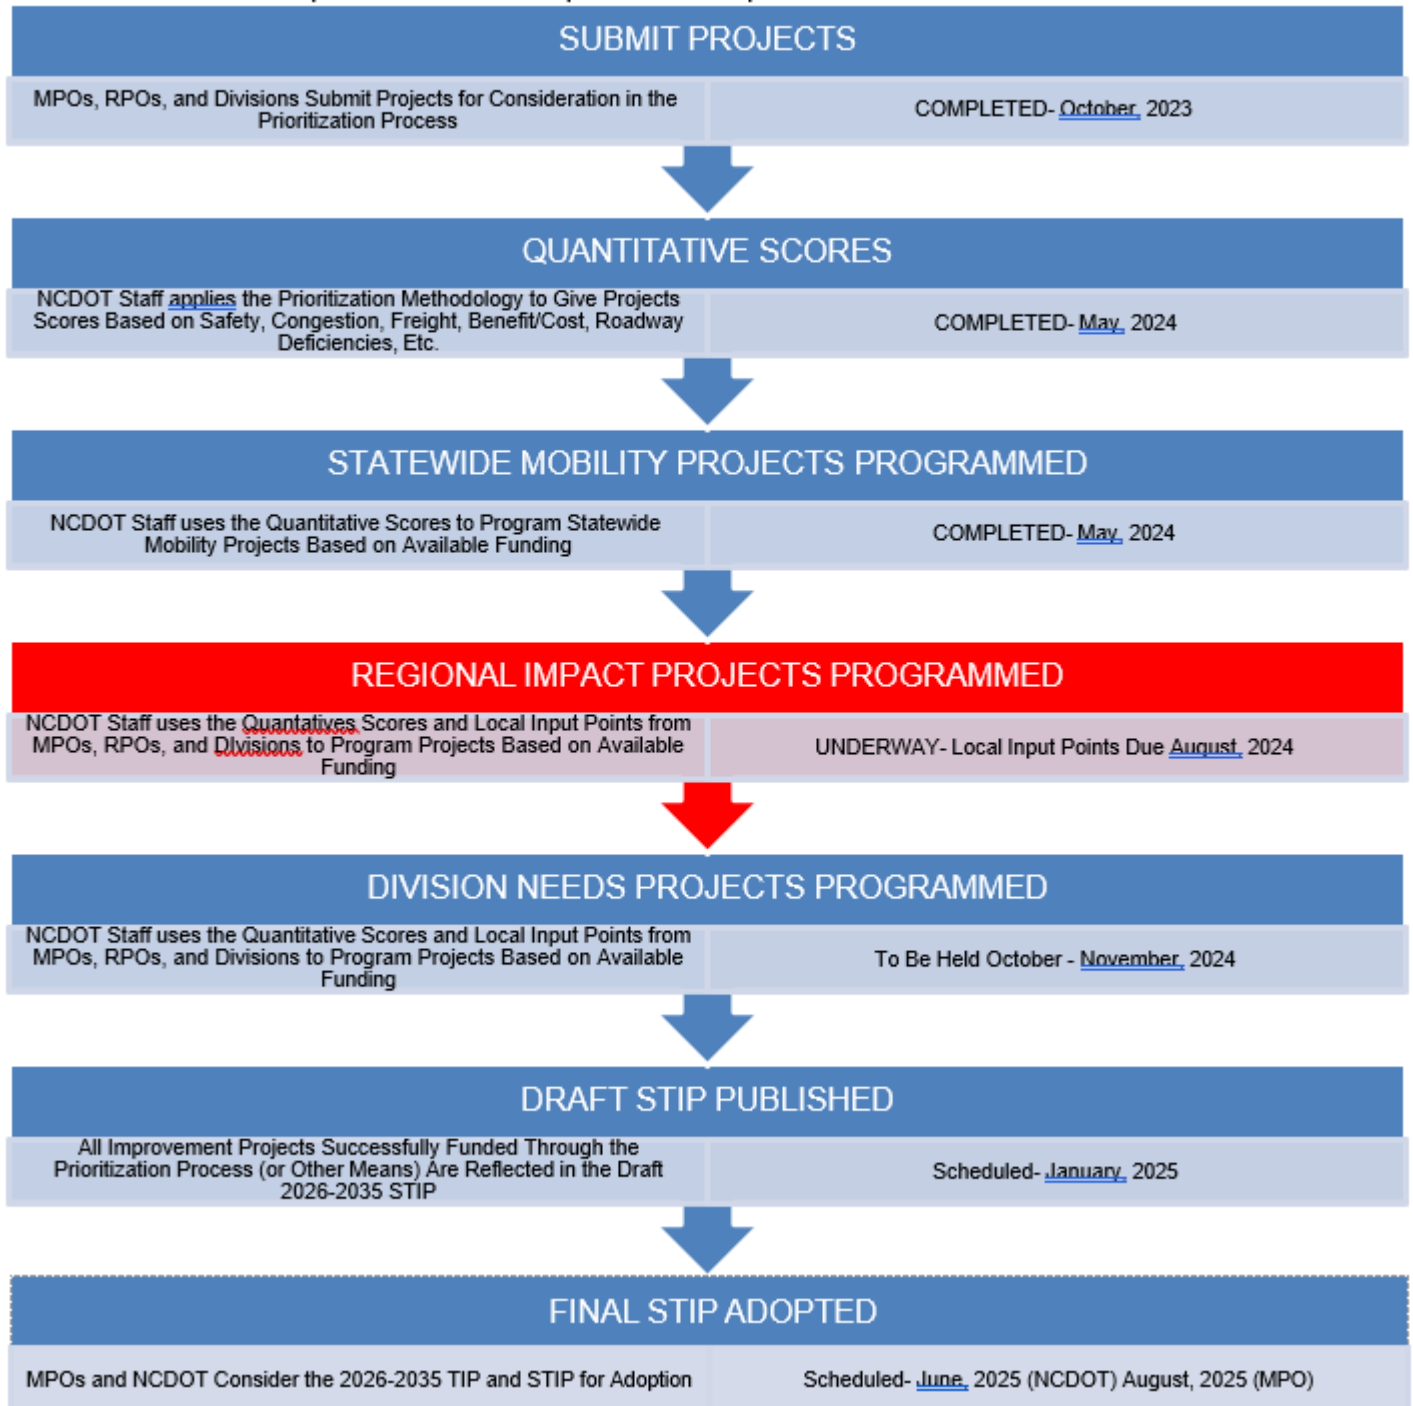 SUBMIT PROJECTS
MPOs, RPOs, and Divisions Submit Projects for Consideration in the
Prioritization Process
COMPLETED- October, 2023
QUANTITATIVE SCORES
NCDOT Staff applies the Prioritization Methodology to Give Projects
Scores Based on Safety, Congestion, Freight, Benefit/Cost, Roadway
Deficiencies, Etc.
COMPLETED- May, 2024
STATEWIDE MOBILITY PROJECTS PROGRAMMED
NCDOT Staff uses the Quantitative Scores to Program Statewide
Mobility Projects Based on Available Funding
COMPLETED- May, 2024
REGIONAL IMPACT PROJECTS PROGRAMMED
NCDOT Staff uses the Quantatives Scores and Local Input Points from
MPOs, RPOs, and DIvisions to Program Projects Based on Available
Funding
UNDERWAY- Local Input Points Due August, 2024
DIVISION NEEDS PROJECTS PROGRAMMED
NCDOT Staff uses the Quantitative Scores and Local Input Points from
MPOs, RPOs, and Divisions to Program Projects Based on Available
Funding
To Be Held October - November, 2024
DRAFT STIP PUBLISHED
All Improvement Projects Successfully Funded Through the
Prioritization Process (or Other Means) Are Reflected in the Draft
2026-2035 STIP
Scheduled- January, 2025
FINAL STIP ADOPTED
MPOs and NCDOT Consider the 2026-2035 TIP and STIP for Adoption
Scheduled- June, 2025 (NCDOT) August, 2025 (MPO)